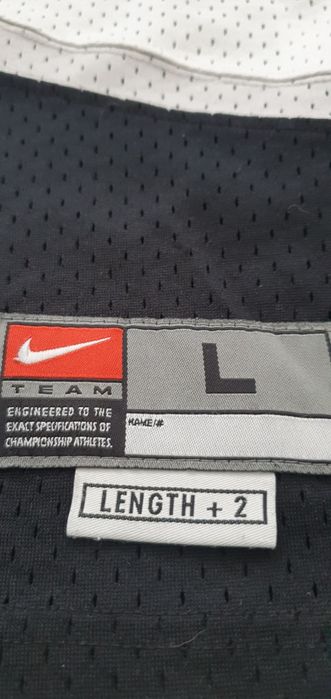 TEAM
ENGINEERED TO THE
EXACT SPECIFICATIONS OF
CHAMPIONSHIP ATHLETES.
L
NAME/#
LENGTH + 2